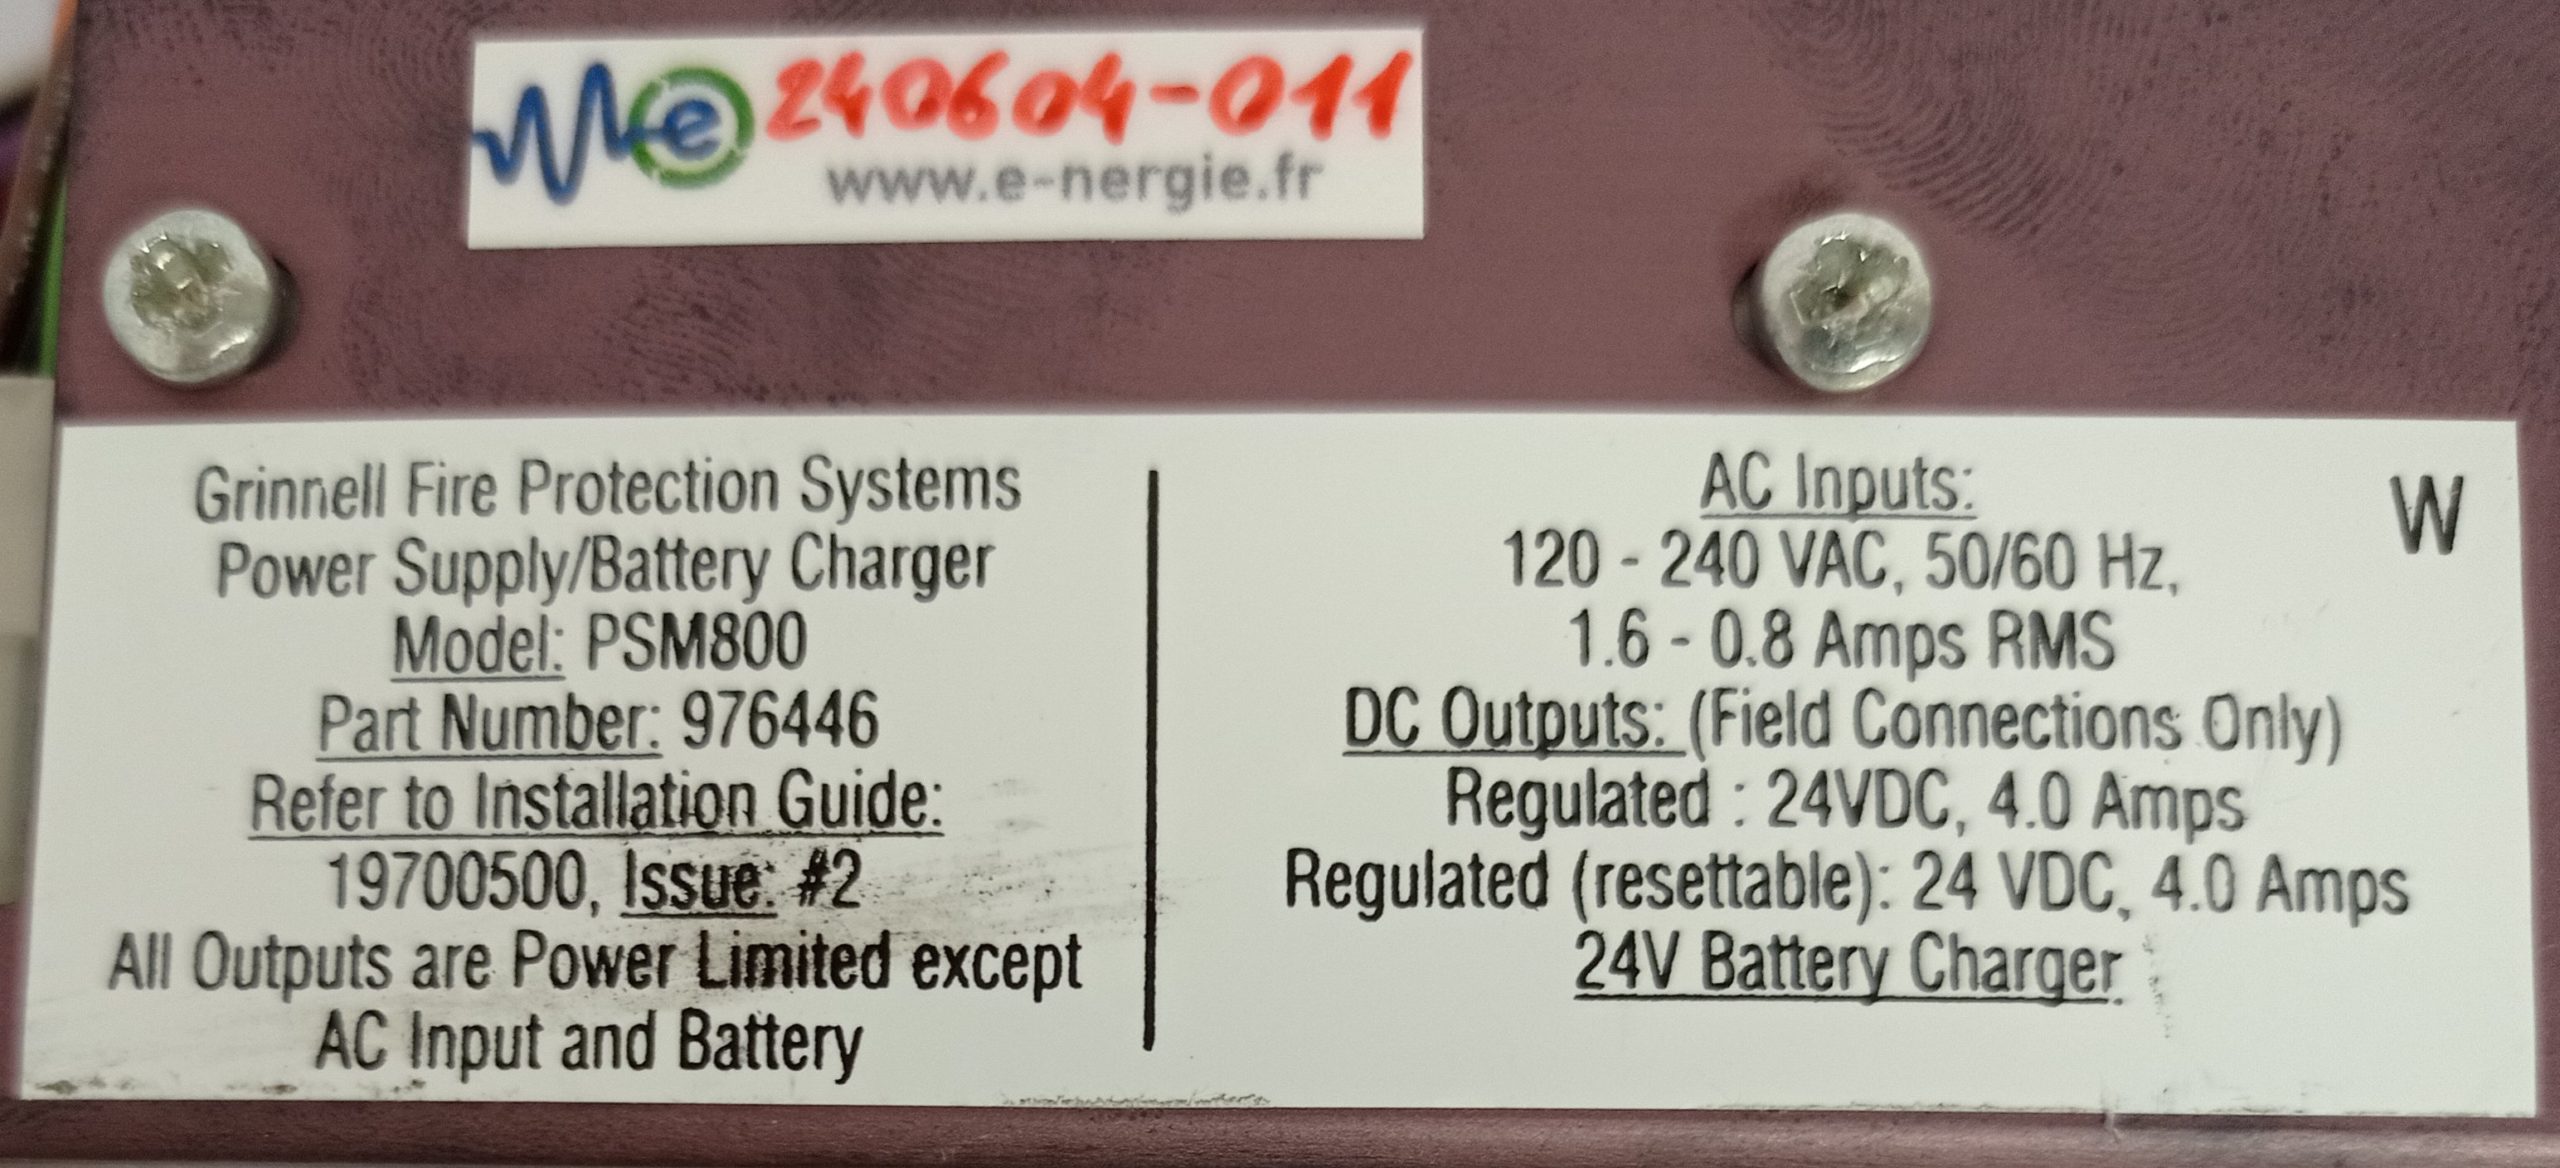 e 240604-011
www.e-nergie.fr
Grinnell Fire Protection Systems
Power Supply/Battery Charger
Model: PSM800
Part Number: 976446
Refer to Installation Guide:
19700500, Issue: #2
All Outputs are Power Limited except
AC Input and Battery
AC Inputs:
W
120 - 240 VAC, 50/60 Hz,
1.6 - 0.8 Amps RMS
DC Outputs: (Field Connections Only)
Regulated : 24VDC, 4.0 Amps
Regulated (resettable): 24 VDC, 4.0 Amps
24V Battery Charger